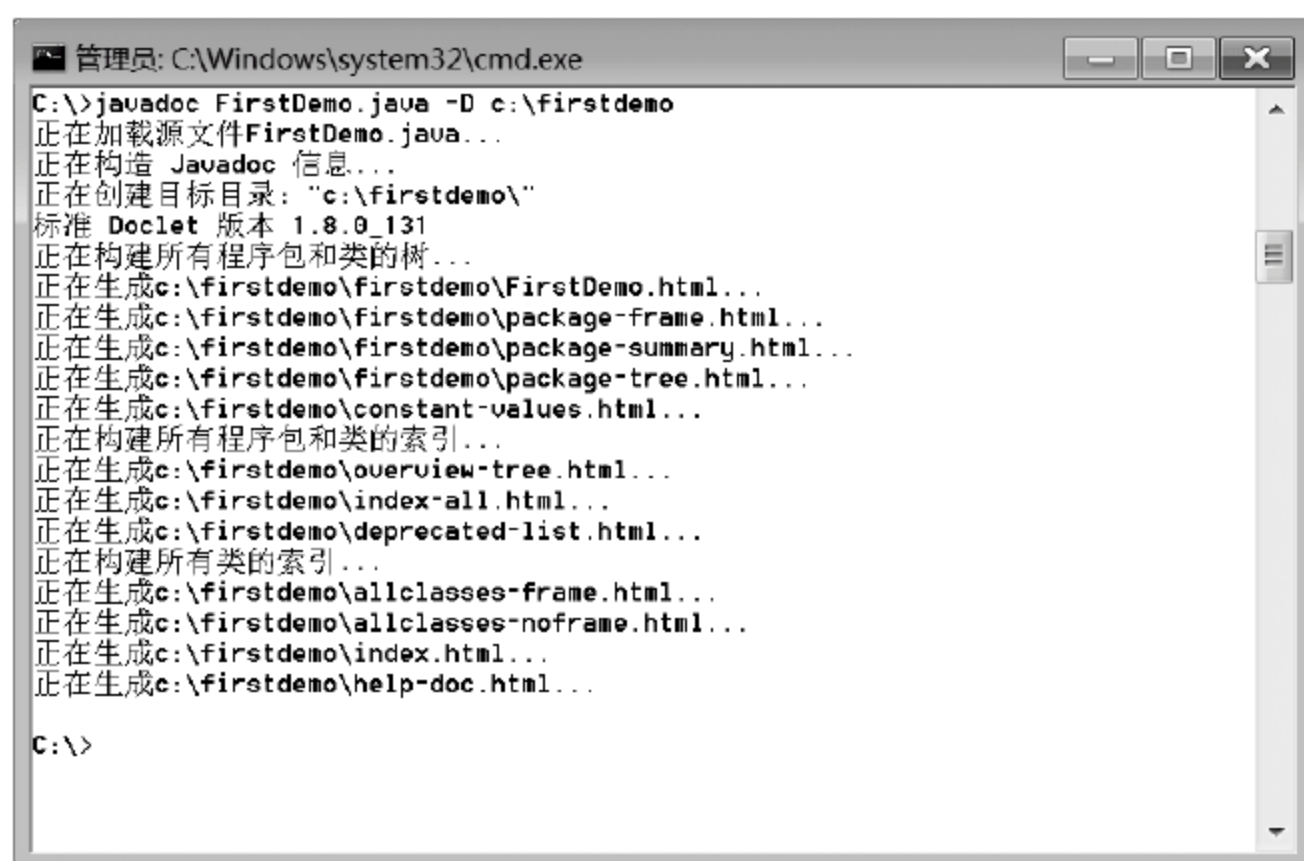 管理员: C:\Windows\system32\cmd.exe
C:\>javadoc FirstDemo.java -D c:\firstdemo
正在加载源文件FirstDemo.java...
正在构造 Javadoc 信息....
正在创建目标目录: "c:\firstdemo\"
标准 Doclet 版本 1.8.0_131
正在构建所有程序包和类的树...
正在生成c:\firstdemo\firstdemo\FirstDemo.html...
正在生成c:\firstdemo\firstdemo\package-frame.html...
正在生成c:\firstdemo\firstdemo\package-summary.html...
正在生成c:\firstdemo\firstdemo\package-tree.html...
正在生成c:\firstdemo\constant-values.html...
正在构建所有程序包和类的索引...
正在生成c:\firstdemo\overview-tree.html...
正在生成c:\firstdemo\index-all.html...
正在生成c:\firstdemo\deprecated-list.html...
正在构建所有类的索引...
正在生成c:\firstdemo\allclasses-frame.html...
正在生成c:\firstdemo\allclasses-noframe.html...
正在生成c:\firstdemo\index.html...
正在生成c:\firstdemo\help-doc.html...
C:\>